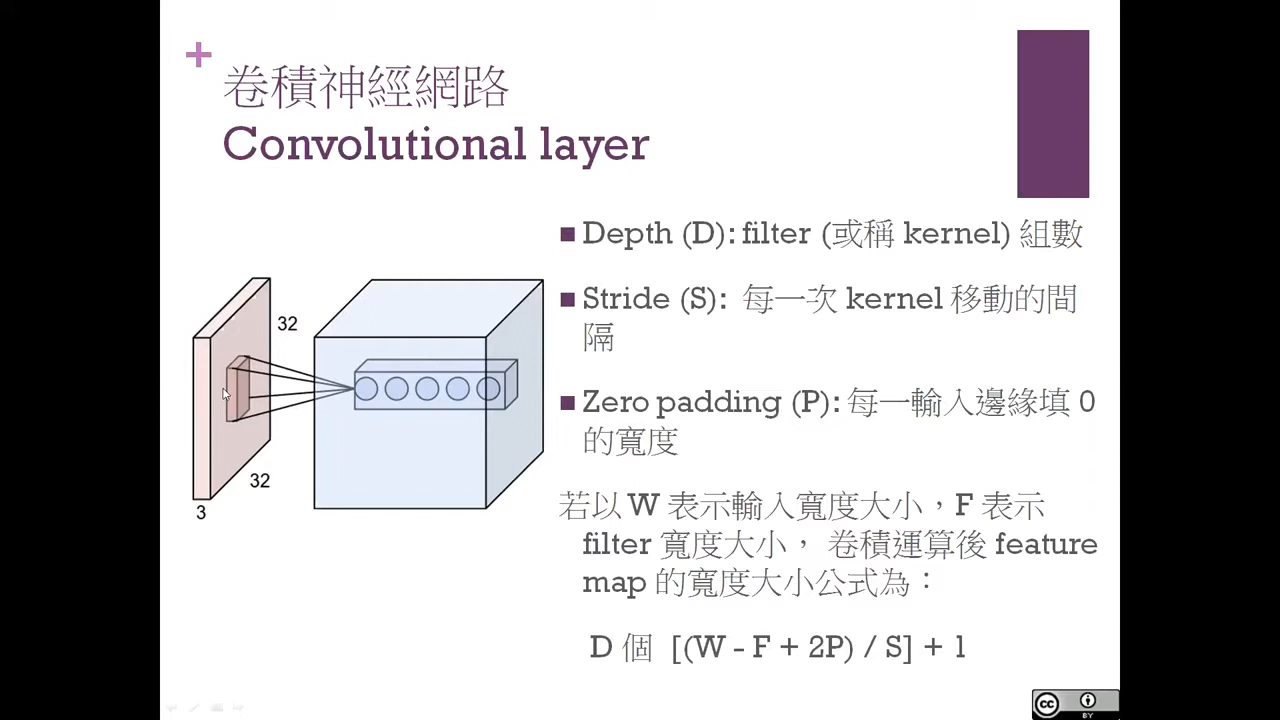 卷積神經網路
Convolutional layer
Depth (D): filter (或稱 kernel) 組數
Stride (S): 每一次 kernel 移動的間
隔
Zero padding (P): 每一輸入邊緣填 0
的寬度
若以 W 表示輸入寬度大小，F 表示
filter 寬度大小， 卷積運算後 feature
map 的寬度大小公式為：
D 個 [(W - F + 2P) / S] + 1
32
32
3
cc
BY